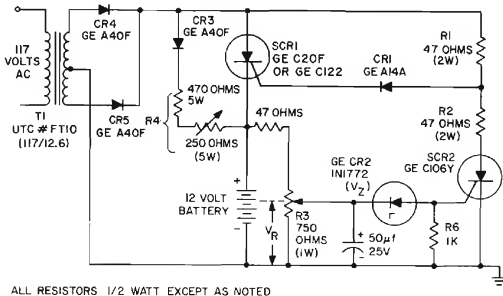 117
VOLTS
AC
T1
UTC # FT10
(117/12.6)
CR4
GE A40F
CR5
GE A40F
CR3
GE A40F
R4
470 OHMS
5W
250 OHMS
(5W)
SCR1
GE C20F
OR GE C122
47 OHMS
CR1
GE A14A
R1
47 OHMS
(2W)
R2
47 OHMS
(2W)
SCR2
GE C106Y
GE CR2
IN1772
(VZ)
+
12 VOLT
BATTERY
-
VR
R3
750
OHMS
(1W)
+
50μf
25V
-
R6
1K
ALL RESISTORS 1/2 WATT EXCEPT AS NOTED